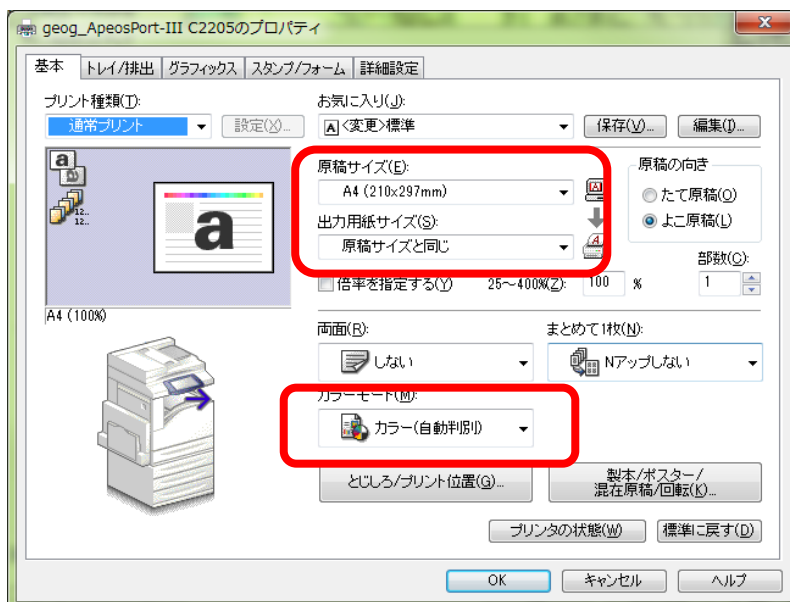 geog_ApeosPort-III C2205のプロパティ
基本 トレイ/排出 グラフィックス スタンプ/フォーム 詳細設定
プリント種類(T):
通常プリント 設定(X)...
お気に入り(J):
A <変更>標準 保存(V)... 編集(I)...
原稿サイズ(E):
A4 (210x297mm)
出力用紙サイズ(S):
原稿サイズと同じ
原稿の向き
たて原稿(O)
よこ原稿(L)
倍率を指定する(Y) 25～400%(Z): 100 %
部数(C):
1
a
a
12..
12..
a
A4 (100%)
両面(R):
しない
まとめて1枚(N):
Nアップしない
カラーモード(M):
カラー(自動判別)
とじしろ/プリント位置(G)...
製本/ポスター/
混在原稿/回転(K)...
プリンタの状態(W) 標準に戻す(D)
OK キャンセル ヘルプ